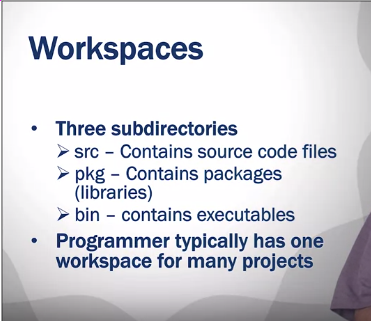 Workspaces
• Three subdirectories
➤ src – Contains source code files
➤ pkg – Contains packages
(libraries)
➤ bin – contains executables
• Programmer typically has one
workspace for many projects